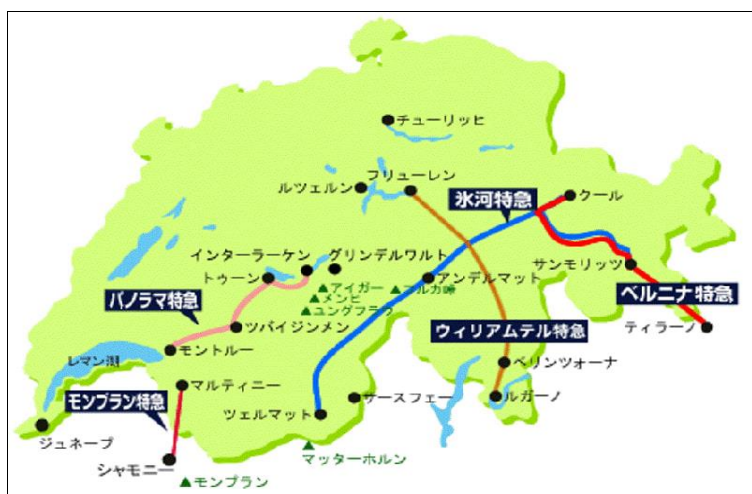 チューリッヒ
フリューレン
ルツェルン
氷河特急
クール
インターラーケン
グリンデルワルト
サンモリッツ
トゥーン
アンデルマット
▲アイガー
▲フルカ峠
▲メンヒ
▲ユングフラウ
ベルニナ特急
パノラマ特急
ツバイジンメン
ウィリアムテル特急
ティラーノ
モントルー
レマン湖
ベリンツォーナ
マルティニー
サースフェー
ルガーノ
モンブラン特急
ツェルマット
ジュネーブ
▲
マッターホルン
シャモニー
▲モンブラン